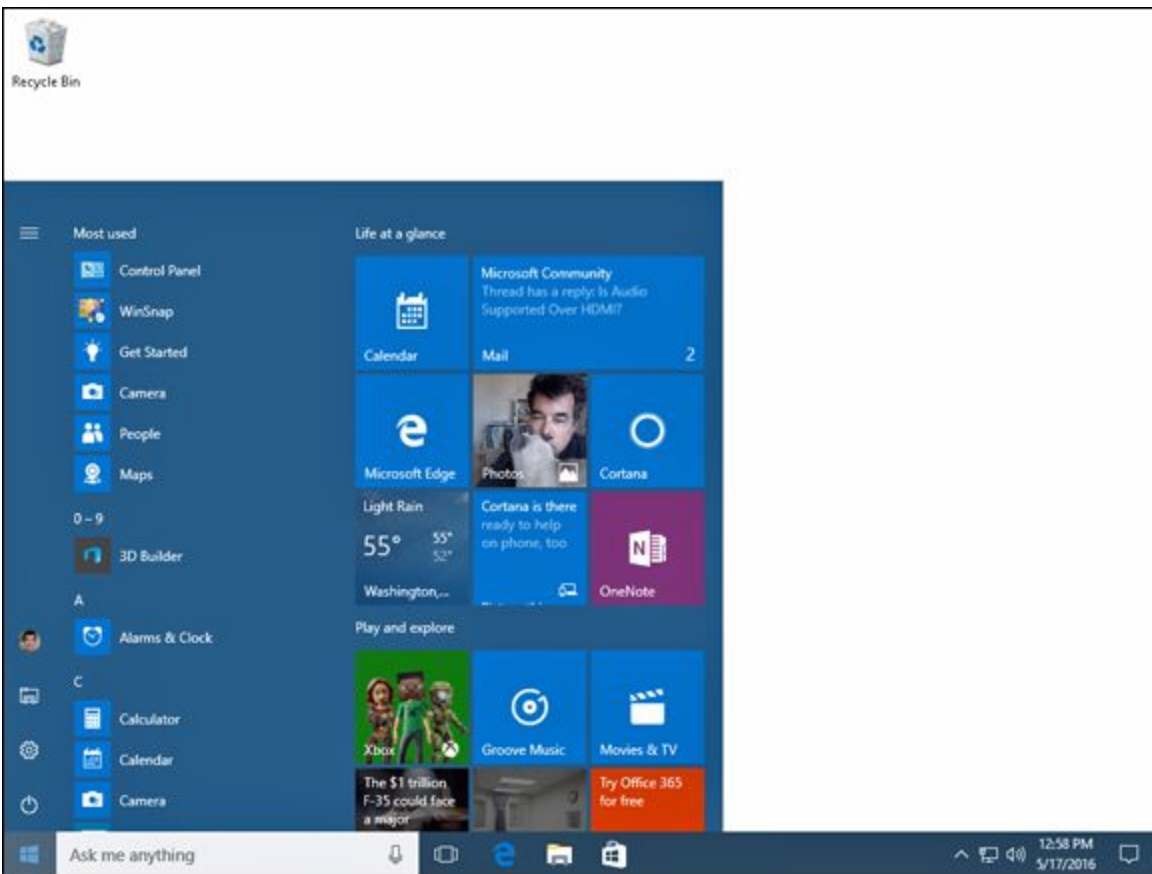 Recycle Bin
Most used
Control Panel
WinSnap
Get Started
Camera
People
Maps
0 – 9
3D Builder
A
Alarms & Clock
C
Calculator
Calendar
Camera
Life at a glance
Calendar
Microsoft Community
Thread has a reply: Is Audio
Supported Over HDMI?
Mail 2
Microsoft Edge
Photos
Cortana
Light Rain
55° 55°
52°
Washington,...
Cortana is there
ready to help
on phone, too
OneNote
Play and explore
Xbox
Groove Music
Movies & TV
The $1 trillion
F-35 could face
a major
Try Office 365
for free
Ask me anything
12:58 PM
5/17/2016